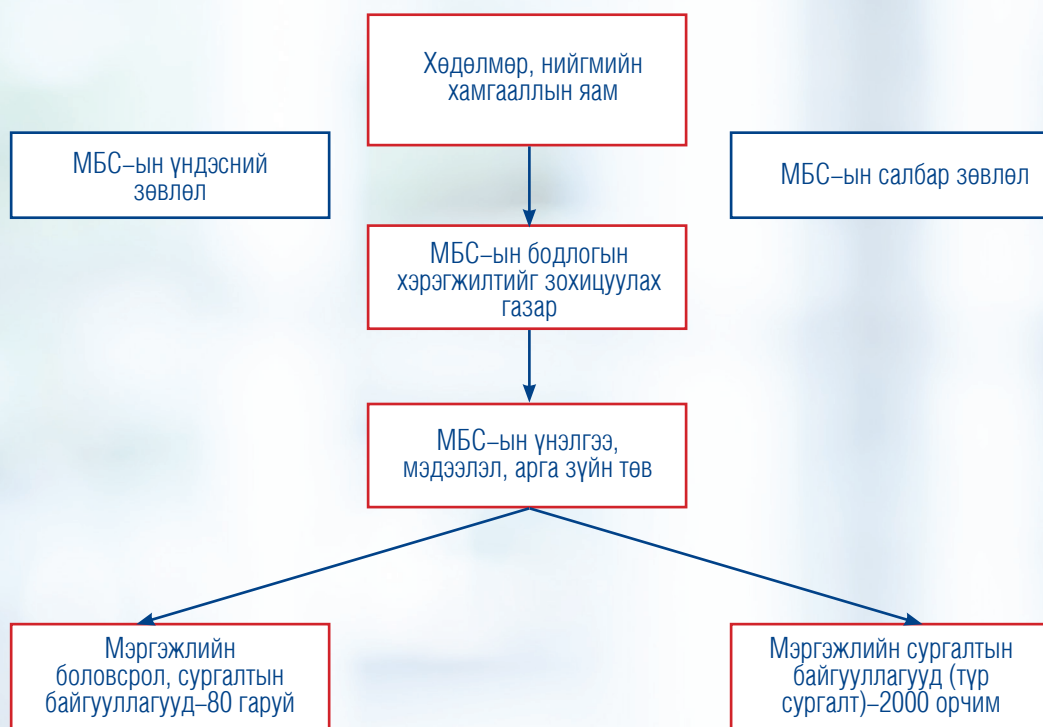 Хөдөлмөр, нийгмийн
хамгааллын яам
МБС–ын үндэсний
зөвлөл
МБС–ын салбар зөвлөл
МБС–ын бодлогын
хэрэгжилтийг зохицуулах
газар
МБС–ын үнэлгээ,
мэдээлэл, арга зүйн төв
Мэргэжлийн
боловсрол, сургалтын
байгууллагууд–80 гаруй
Мэргэжлийн сургалтын
байгууллагууд (түр
сургалт)–2000 орчим